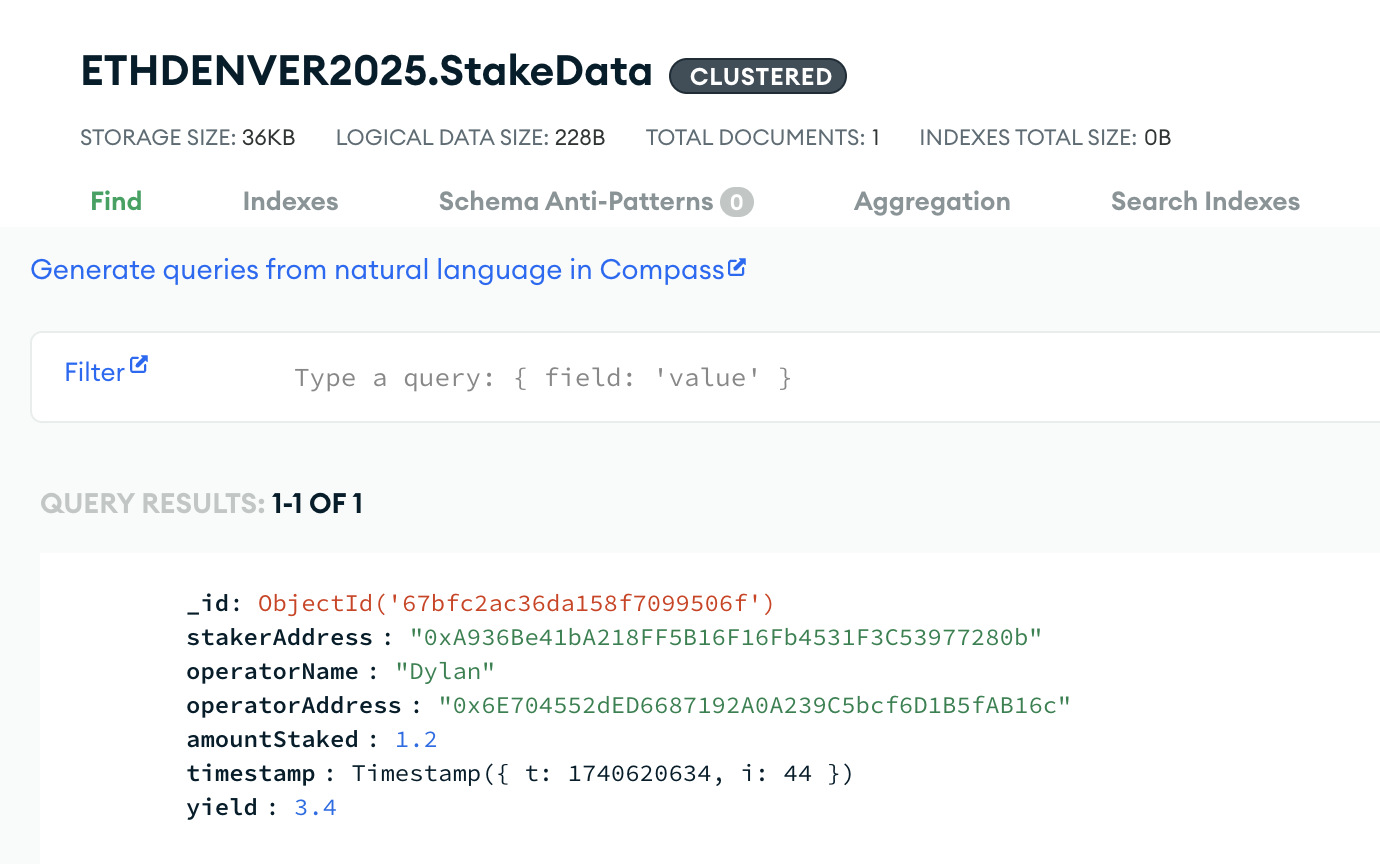 ETHDENVER2025.StakeData CLUSTERED
STORAGE SIZE: 36KB LOGICAL DATA SIZE: 228B TOTAL DOCUMENTS: 1 INDEXES TOTAL SIZE: 0B
Find Indexes Schema Anti-Patterns 0 Aggregation Search Indexes
Generate queries from natural language in Compass
Filter Type a query: { field: 'value' }
QUERY RESULTS: 1-1 OF 1
_id: ObjectId('67bfc2ac36da158f7099506f')
stakerAddress : "0xA936Be41bA218FF5B16F16Fb4531F3C53977280b"
operatorName : "Dylan"
operatorAddress : "0x6E704552dED6687192A0A239C5bcf6D1B5fAB16c"
amountStaked : 1.2
timestamp : Timestamp({ t: 1740620634, i: 44 })
yield : 3.4